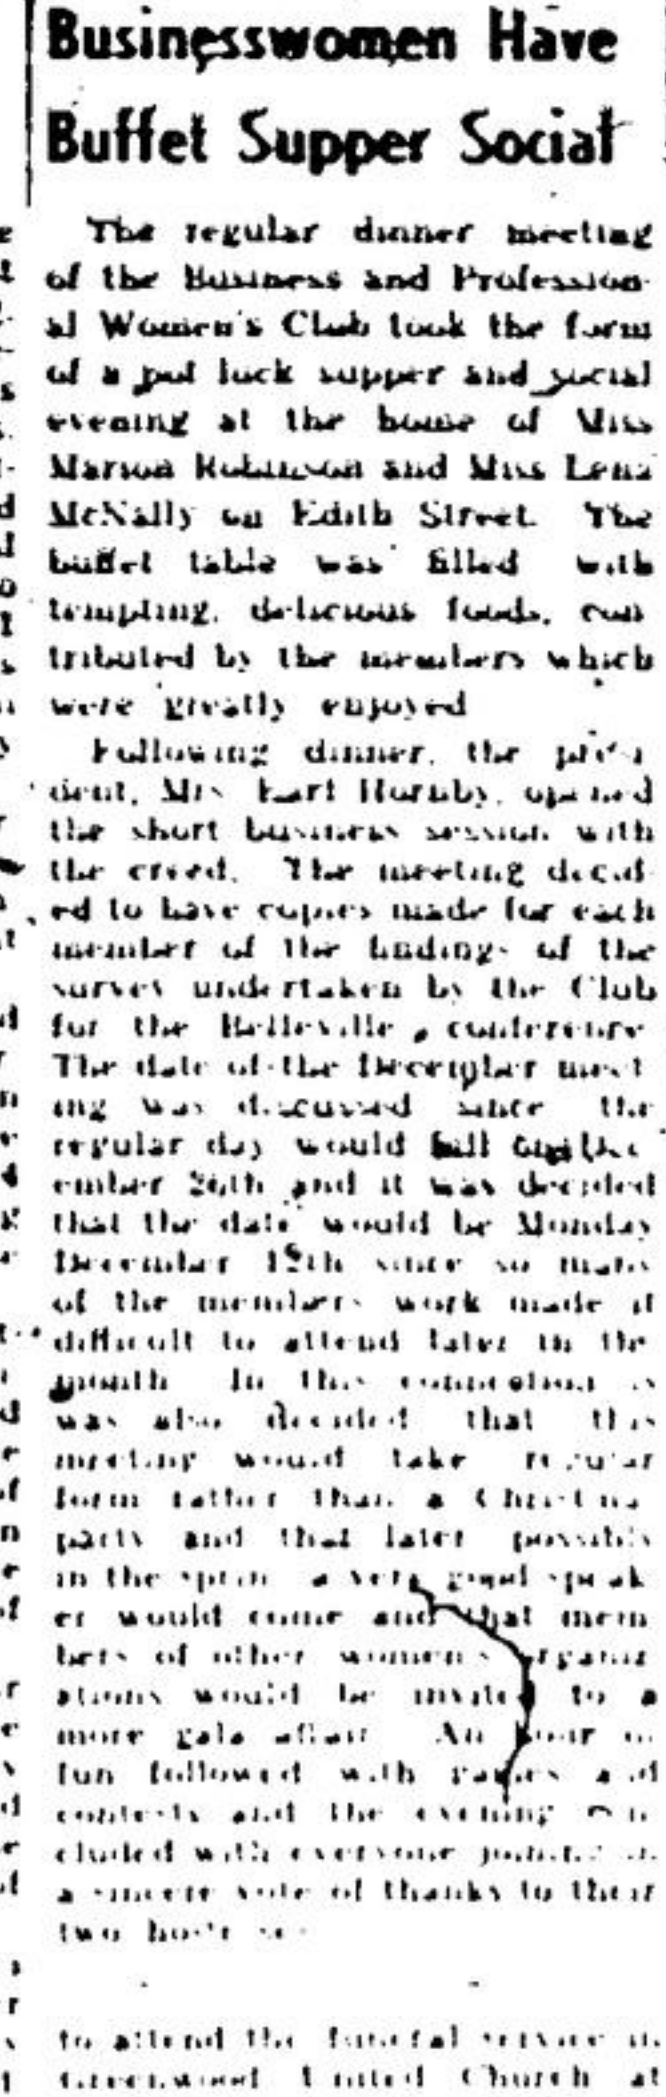 Businesswomen Have
Buffet Supper Social
The regular dinner meeting
of the Business and Profession-
al Women's Club took the form
of a pot luck supper and social
evening at the home of Miss
Marion Robinson and Miss Lena
McNally on Edith Street. The
buffet table was filled with
tempting, delicious foods, con
tributed by the members which
were greatly enjoyed
Following dinner, the presi
dent, Mrs Earl Hornby, opened
the short business session with
the creed. The meeting decid-
ed to have copies made for each
member of the findings of the
survey undertaken by the Club
for the Belleville conference
The date of the December meet
ing was discussed since the
regular day would fall on Dec
ember 26th and it was decided
that the date would be Monday
December 12th since so many
of the members work made it
difficult to attend later in the
month In this connection
was also decided that this
meeting would take regular
form rather than a Christmas
party and that later possibly
in the spring a very good speak
er would come and that mem
bers of other women's organiz
ations would be invited to a
more gala affair An hour of
fun followed with games and
contests and the evening con
cluded with everyone joining in
a sincere vote of thanks to their
two hostesses
to attend the funeral service in
Greenwood United Church at